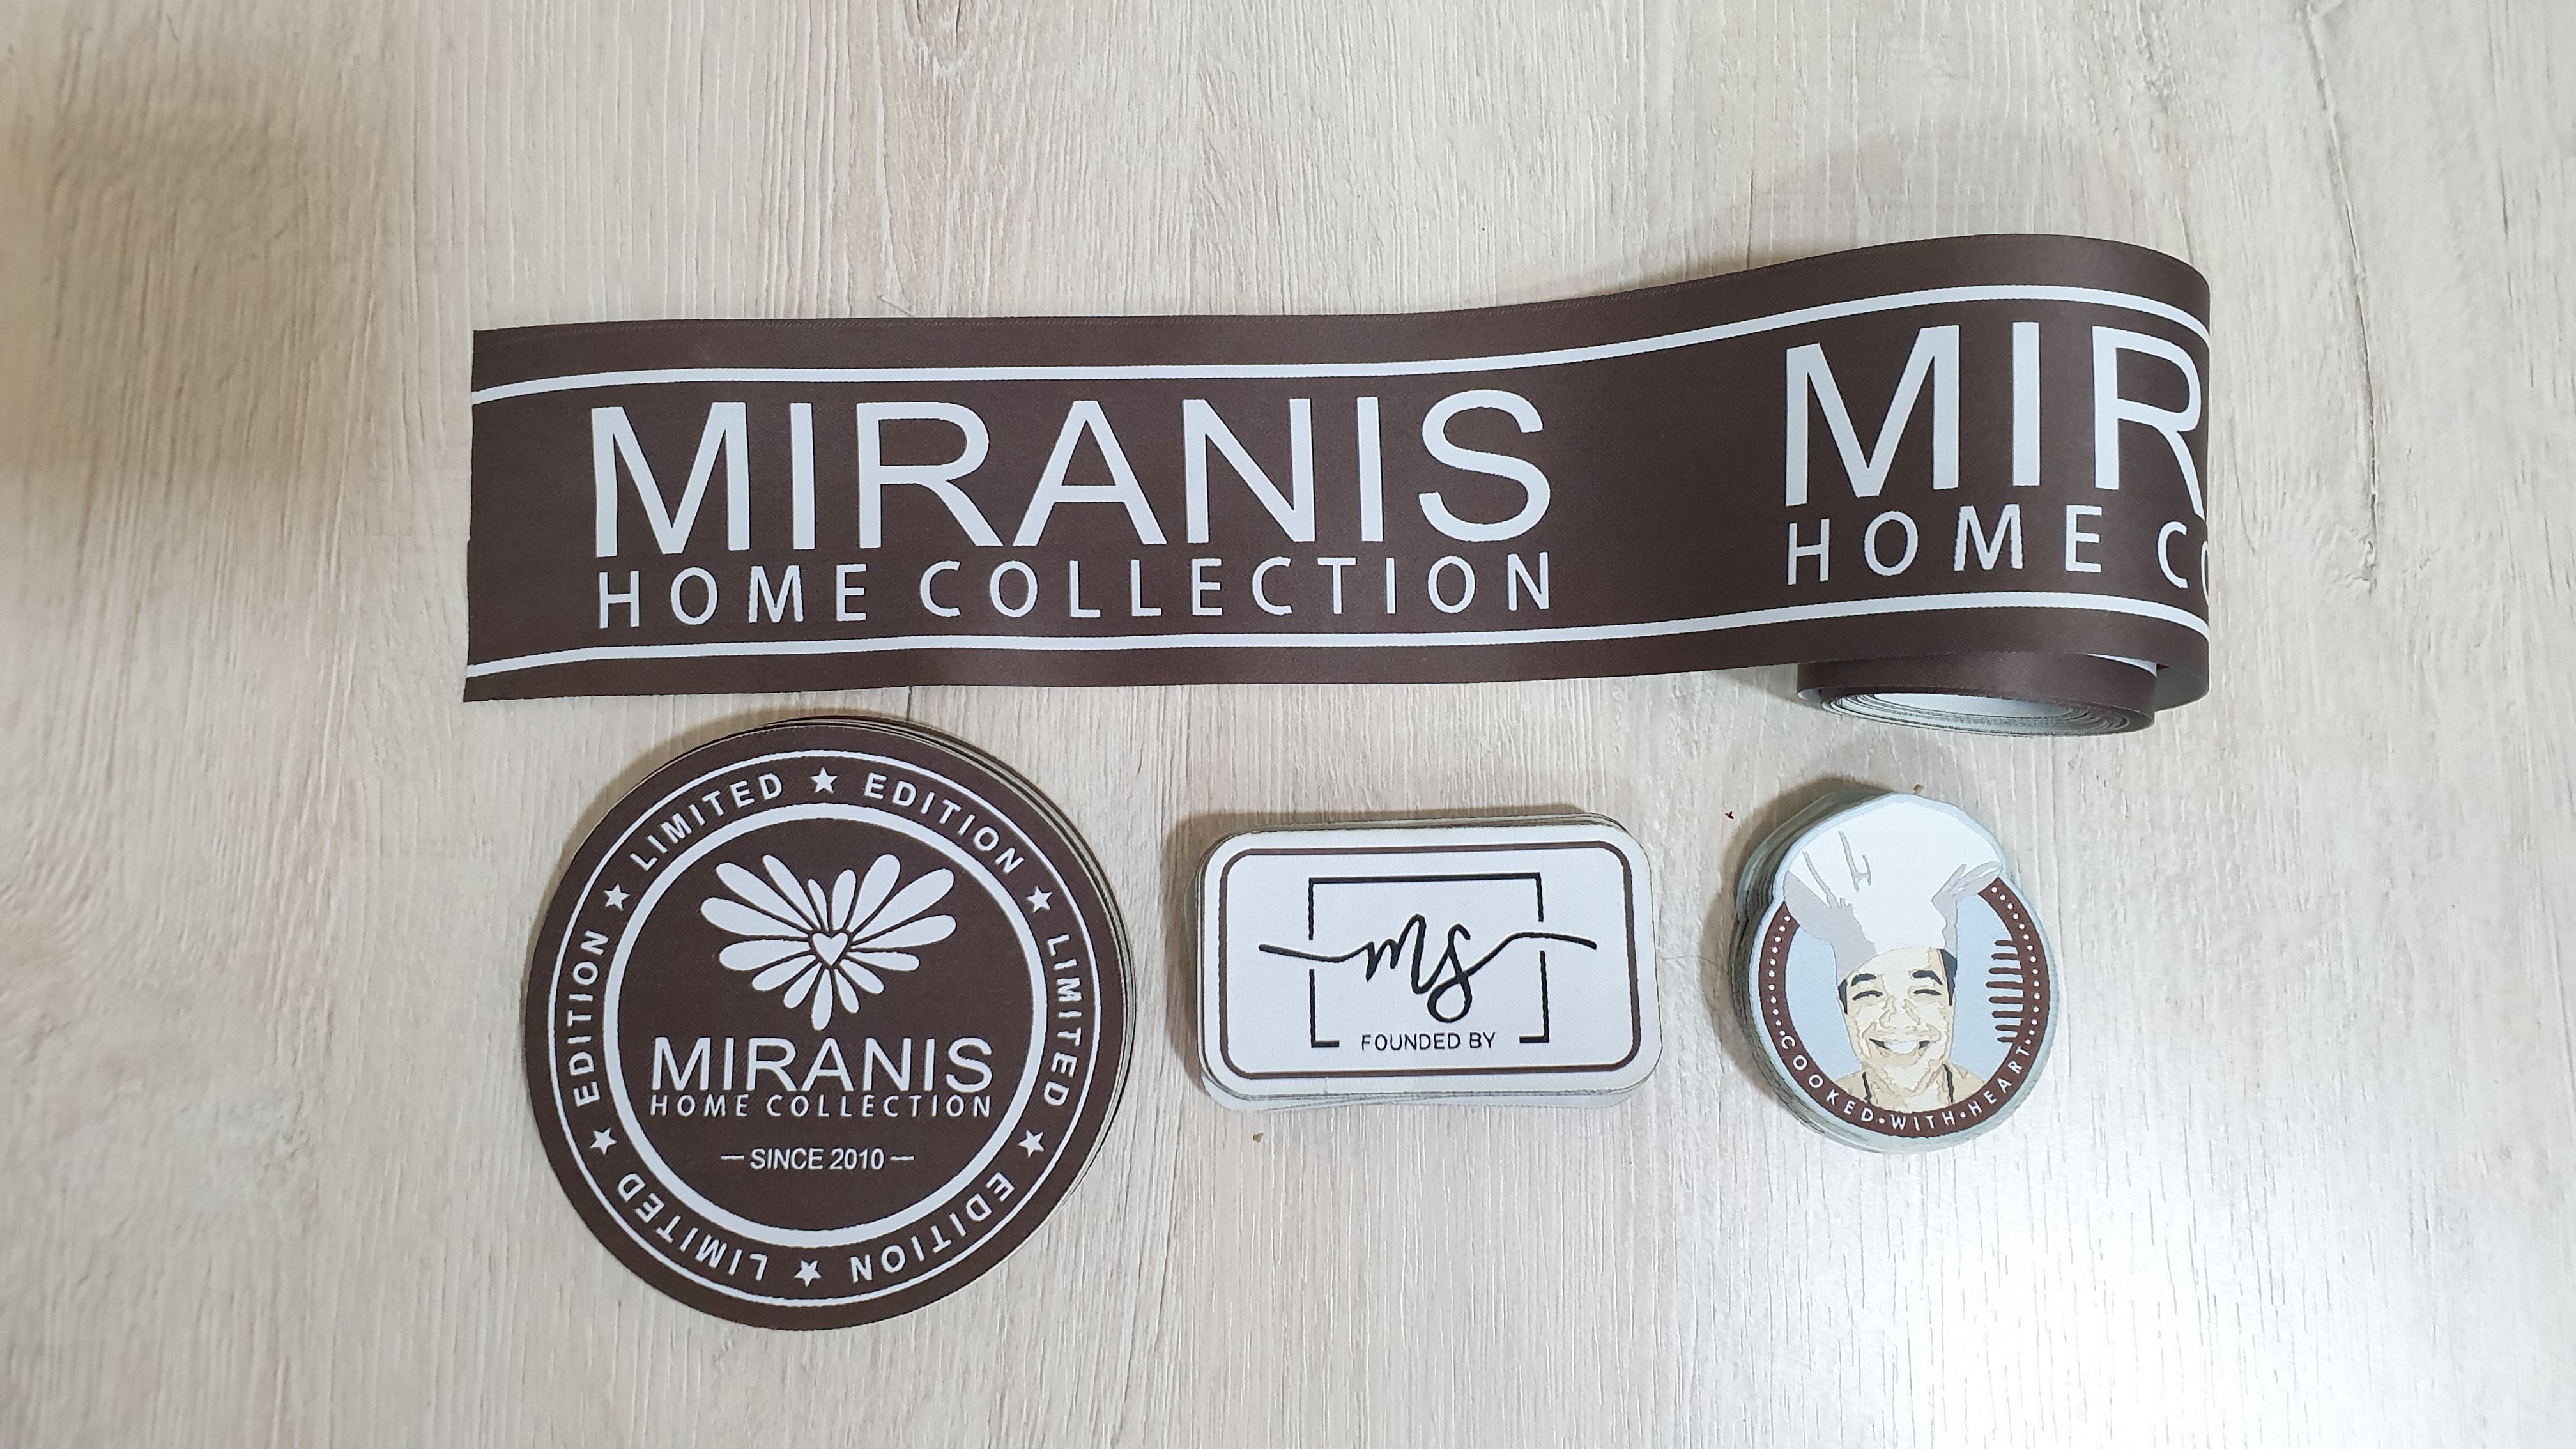 MIRANIS
HOME COLLECTION
MIR
HOME CO
LIMITED ★ EDITION ★ LIMITED ★ EDITION ★ LIMITED ★ EDITION ★
MIRANIS
HOME COLLECTION
— SINCE 2010 —
ms
FOUNDED BY
•COOKED•WITH•HEART•